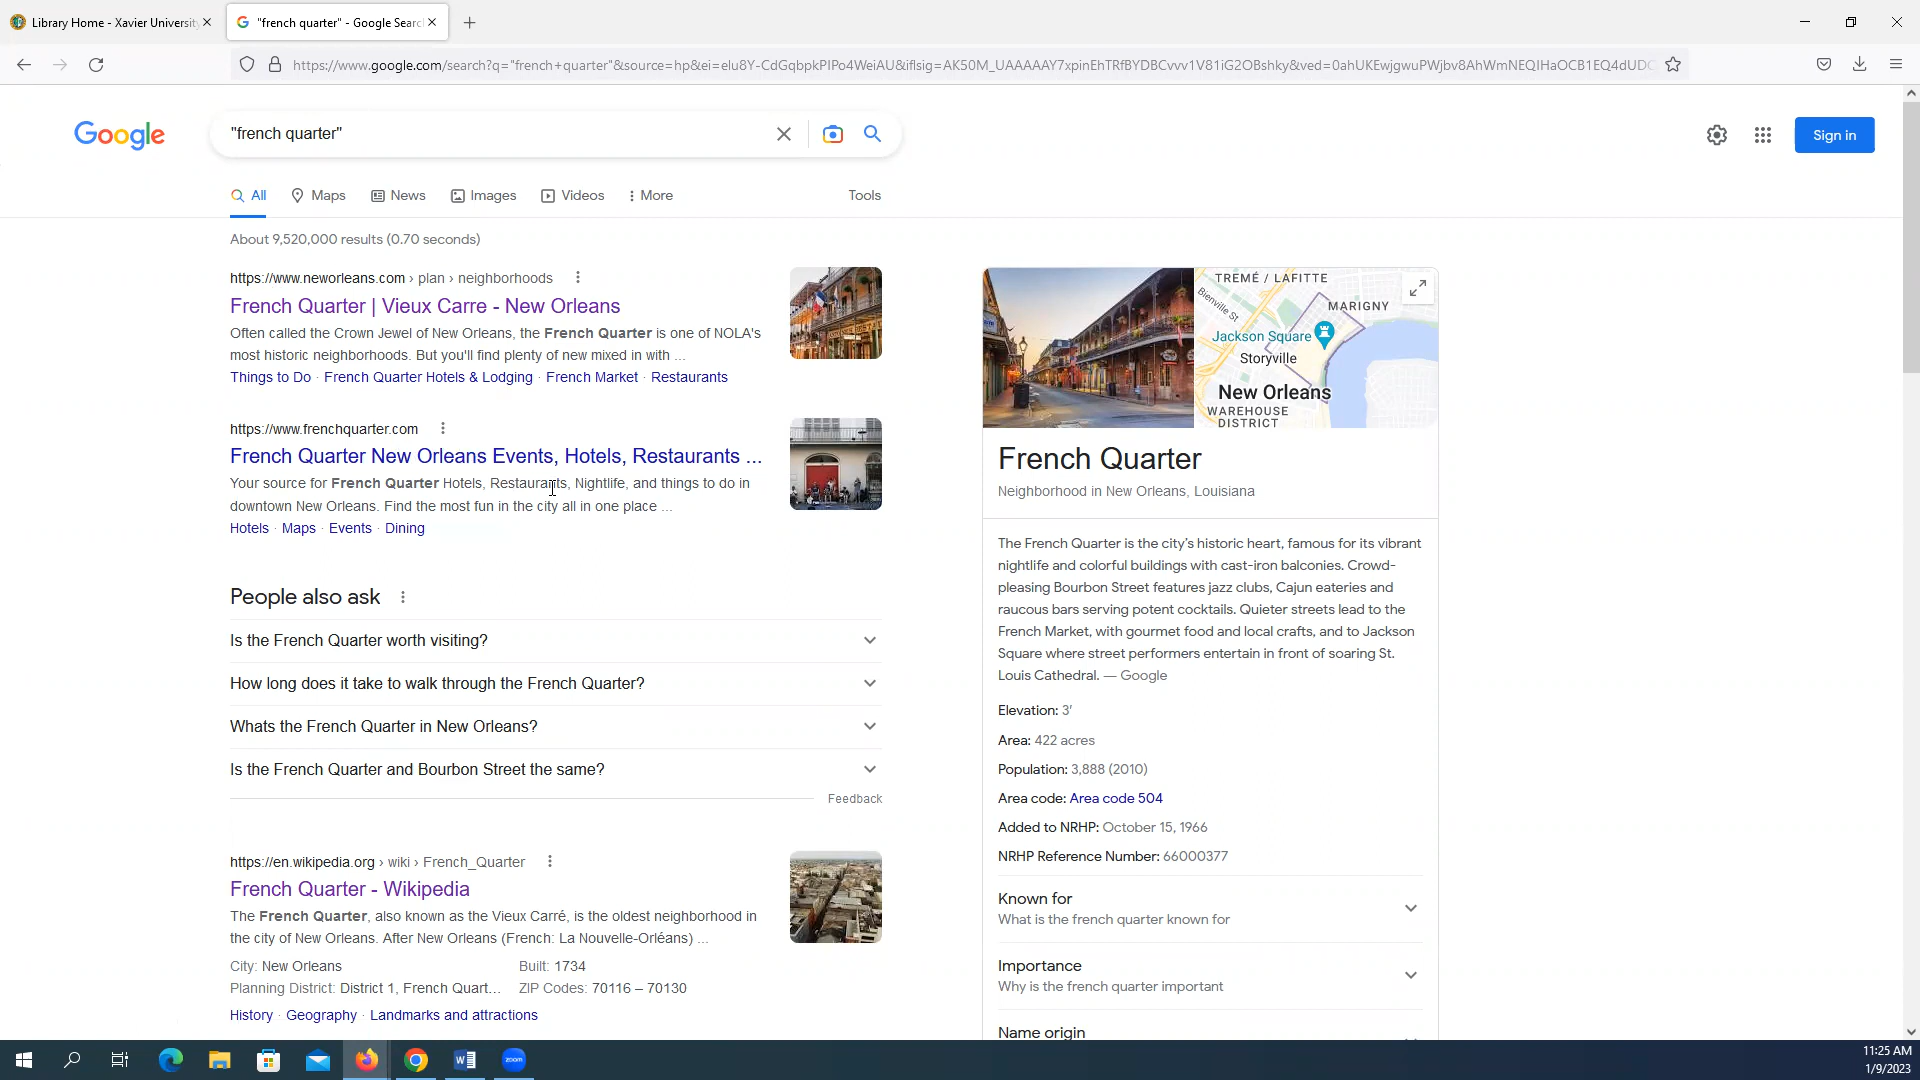 Library Home - Xavier University
"french quarter" - Google Searc
https://www.google.com/search?q="french+quarter"&source=hp&ei=elu8Y-CdGqbpkPIPo4WeiAU&iflsig=AK50M_UAAAAAY7xpinEhTRfBYDBCvvv1V81iG2OBshky&ved=0ahUKEwjgwuPWjbv8AhWmNEQIHaOCB1EQ4dUDC
Google
"french quarter"
Sign in
All
Maps
News
Images
Videos
More
Tools
About 9,520,000 results (0.70 seconds)
https://www.neworleans.com › plan › neighborhoods
French Quarter | Vieux Carre - New Orleans
Often called the Crown Jewel of New Orleans, the French Quarter is one of NOLA's
most historic neighborhoods. But you'll find plenty of new mixed in with ...
Things to Do · French Quarter Hotels & Lodging · French Market · Restaurants
https://www.frenchquarter.com
French Quarter New Orleans Events, Hotels, Restaurants ...
Your source for French Quarter Hotels, Restaurants, Nightlife, and things to do in
downtown New Orleans. Find the most fun in the city all in one place ...
Hotels · Maps · Events · Dining
People also ask
Is the French Quarter worth visiting?
How long does it take to walk through the French Quarter?
Whats the French Quarter in New Orleans?
Is the French Quarter and Bourbon Street the same?
Feedback
https://en.wikipedia.org › wiki › French_Quarter
French Quarter - Wikipedia
The French Quarter, also known as the Vieux Carré, is the oldest neighborhood in
the city of New Orleans. After New Orleans (French: La Nouvelle-Orléans) ...
City: New Orleans
Built: 1734
Planning District: District 1, French Quart...
ZIP Codes: 70116 – 70130
History · Geography · Landmarks and attractions
TREMÉ / LAFITTE
Bienville St
MARIGNY
Jackson Square
Storyville
New Orleans
WAREHOUSE
DISTRICT
French Quarter
Neighborhood in New Orleans, Louisiana
The French Quarter is the city's historic heart, famous for its vibrant
nightlife and colorful buildings with cast-iron balconies. Crowd-
pleasing Bourbon Street features jazz clubs, Cajun eateries and
raucous bars serving potent cocktails. Quieter streets lead to the
French Market, with gourmet food and local crafts, and to Jackson
Square where street performers entertain in front of soaring St.
Louis Cathedral. — Google
Elevation: 3′
Area: 422 acres
Population: 3,888 (2010)
Area code: Area code 504
Added to NRHP: October 15, 1966
NRHP Reference Number: 66000377
Known for
What is the french quarter known for
Importance
Why is the french quarter important
Name origin
zoom
11:25 AM
1/9/2023